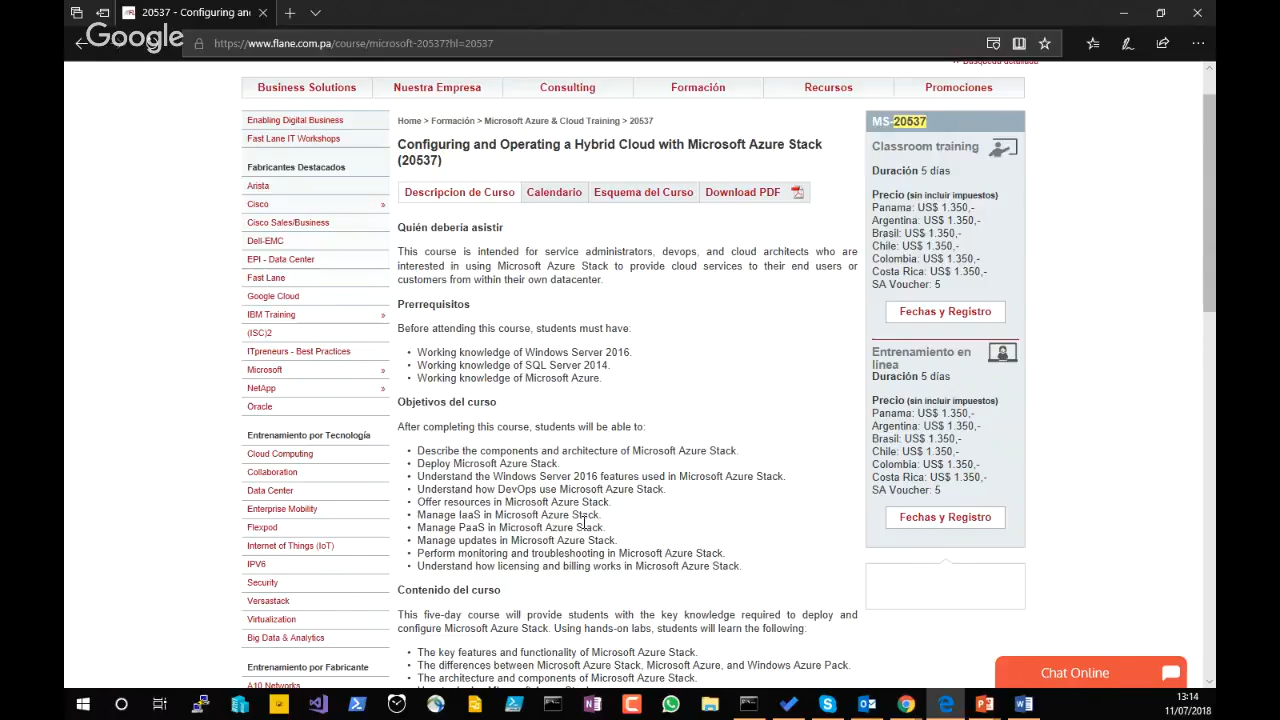 20537 - Configuring and
Google
https://www.flane.com.pa/course/microsoft-20537?hl=20537
Business Solutions
Nuestra Empresa
Consulting
Formación
Recursos
Promociones
Enabling Digital Business
Fast Lane IT Workshops
Fabricantes Destacados
Arista
Cisco »
Cisco Sales/Business
Dell-EMC
EPI - Data Center
Fast Lane
Google Cloud
IBM Training »
(ISC)2
ITpreneurs - Best Practices
Microsoft »
NetApp »
Oracle
Entrenamiento por Tecnología
Cloud Computing
Collaboration
Data Center
Enterprise Mobility
Flexpod
Internet of Things (IoT)
IPV6
Security
Versastack
Virtualization
Big Data & Analytics
Entrenamiento por Fabricante
A10 Networks
Home > Formación > Microsoft Azure & Cloud Training > 20537
Configuring and Operating a Hybrid Cloud with Microsoft Azure Stack
(20537)
Descripcion de Curso
Calendario
Esquema del Curso
Download PDF
Quién debería asistir
This course is intended for service administrators, devops, and cloud architects who are
interested in using Microsoft Azure Stack to provide cloud services to their end users or
customers from within their own datacenter.
Prerrequisitos
Before attending this course, students must have:
• Working knowledge of Windows Server 2016.
• Working knowledge of SQL Server 2014.
• Working knowledge of Microsoft Azure.
Objetivos del curso
After completing this course, students will be able to:
• Describe the components and architecture of Microsoft Azure Stack.
• Deploy Microsoft Azure Stack.
• Understand the Windows Server 2016 features used in Microsoft Azure Stack.
• Understand how DevOps use Microsoft Azure Stack.
• Offer resources in Microsoft Azure Stack.
• Manage IaaS in Microsoft Azure Stack.
• Manage PaaS in Microsoft Azure Stack.
• Manage updates in Microsoft Azure Stack.
• Perform monitoring and troubleshooting in Microsoft Azure Stack.
• Understand how licensing and billing works in Microsoft Azure Stack.
Contenido del curso
This five-day course will provide students with the key knowledge required to deploy and
configure Microsoft Azure Stack. Using hands-on labs, students will learn the following:
• The key features and functionality of Microsoft Azure Stack.
• The differences between Microsoft Azure Stack, Microsoft Azure, and Windows Azure Pack.
• The architecture and components of Microsoft Azure Stack.
MS-20537
Classroom training
Duración 5 días
Precio (sin incluir impuestos)
Panama: US$ 1.350,-
Argentina: US$ 1.350,-
Brasil: US$ 1.350,-
Chile: US$ 1.350,-
Colombia: US$ 1.350,-
Costa Rica: US$ 1.350,-
SA Voucher: 5
Fechas y Registro
Entrenamiento en
línea
Duración 5 días
Precio (sin incluir impuestos)
Panama: US$ 1.350,-
Argentina: US$ 1.350,-
Brasil: US$ 1.350,-
Chile: US$ 1.350,-
Colombia: US$ 1.350,-
Costa Rica: US$ 1.350,-
SA Voucher: 5
Fechas y Registro
Chat Online
13:14
11/07/2018